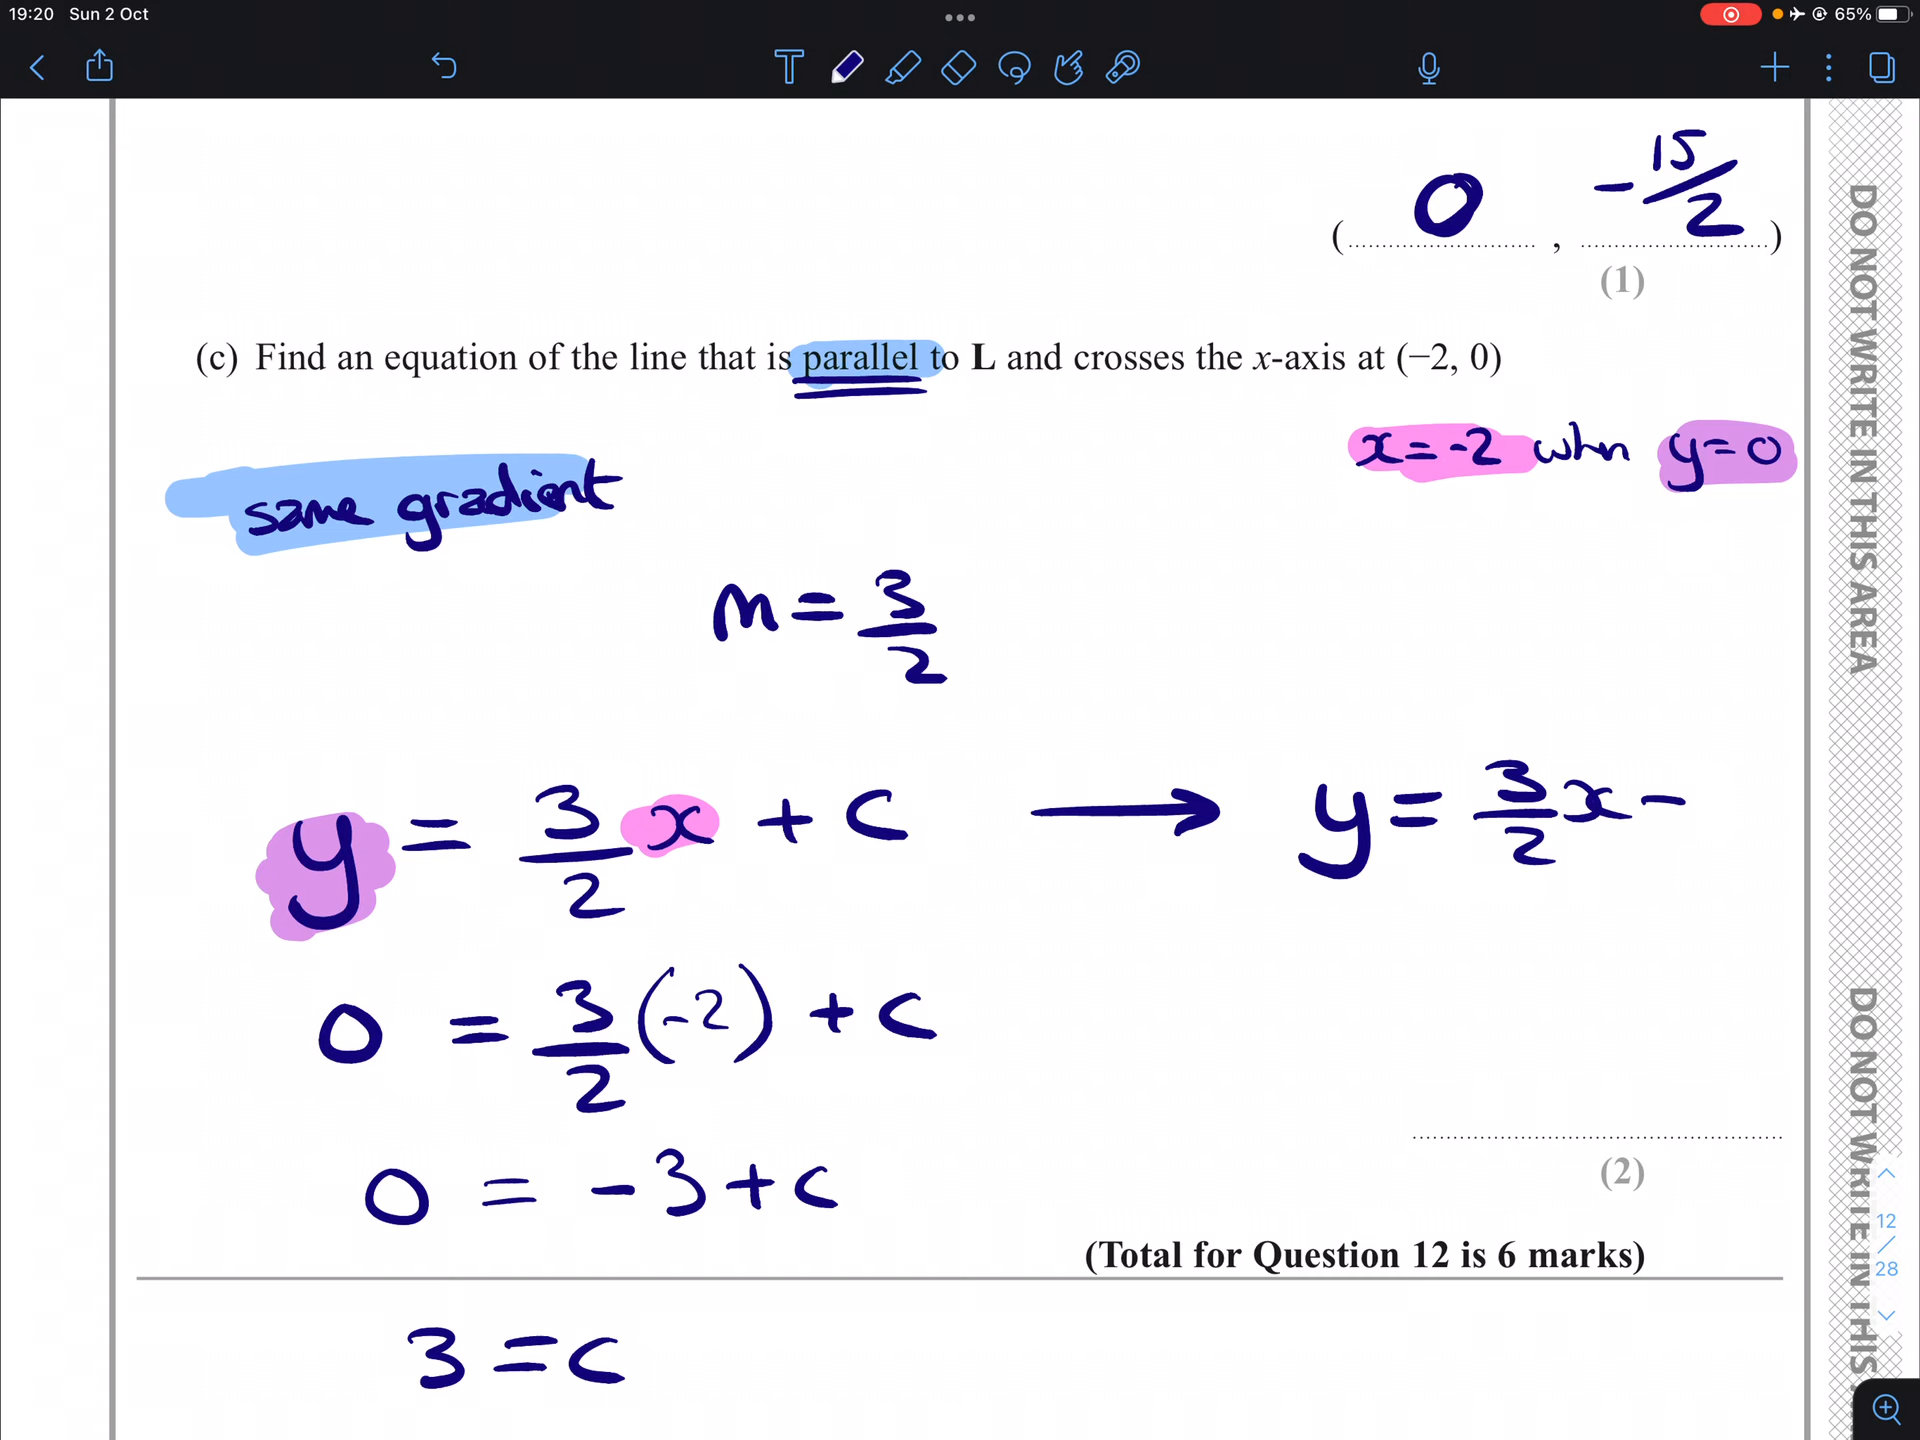 19:20 Sun 2 Oct
65%
T
0 , -15/2
( .......... , .......... )
(1)
(c) Find an equation of the line that is parallel to L and crosses the x-axis at (−2, 0)
x = -2 when y = 0
same gradient
m = 3/2
y = 3/2 x + c → y = 3/2 x -
0 = 3/2 (-2) + c
0 = -3 + c
(2)
(Total for Question 12 is 6 marks)
3 = c
DO NOT WRITE IN THIS AREA
DO NOT WRITE IN THIS
12
/
28